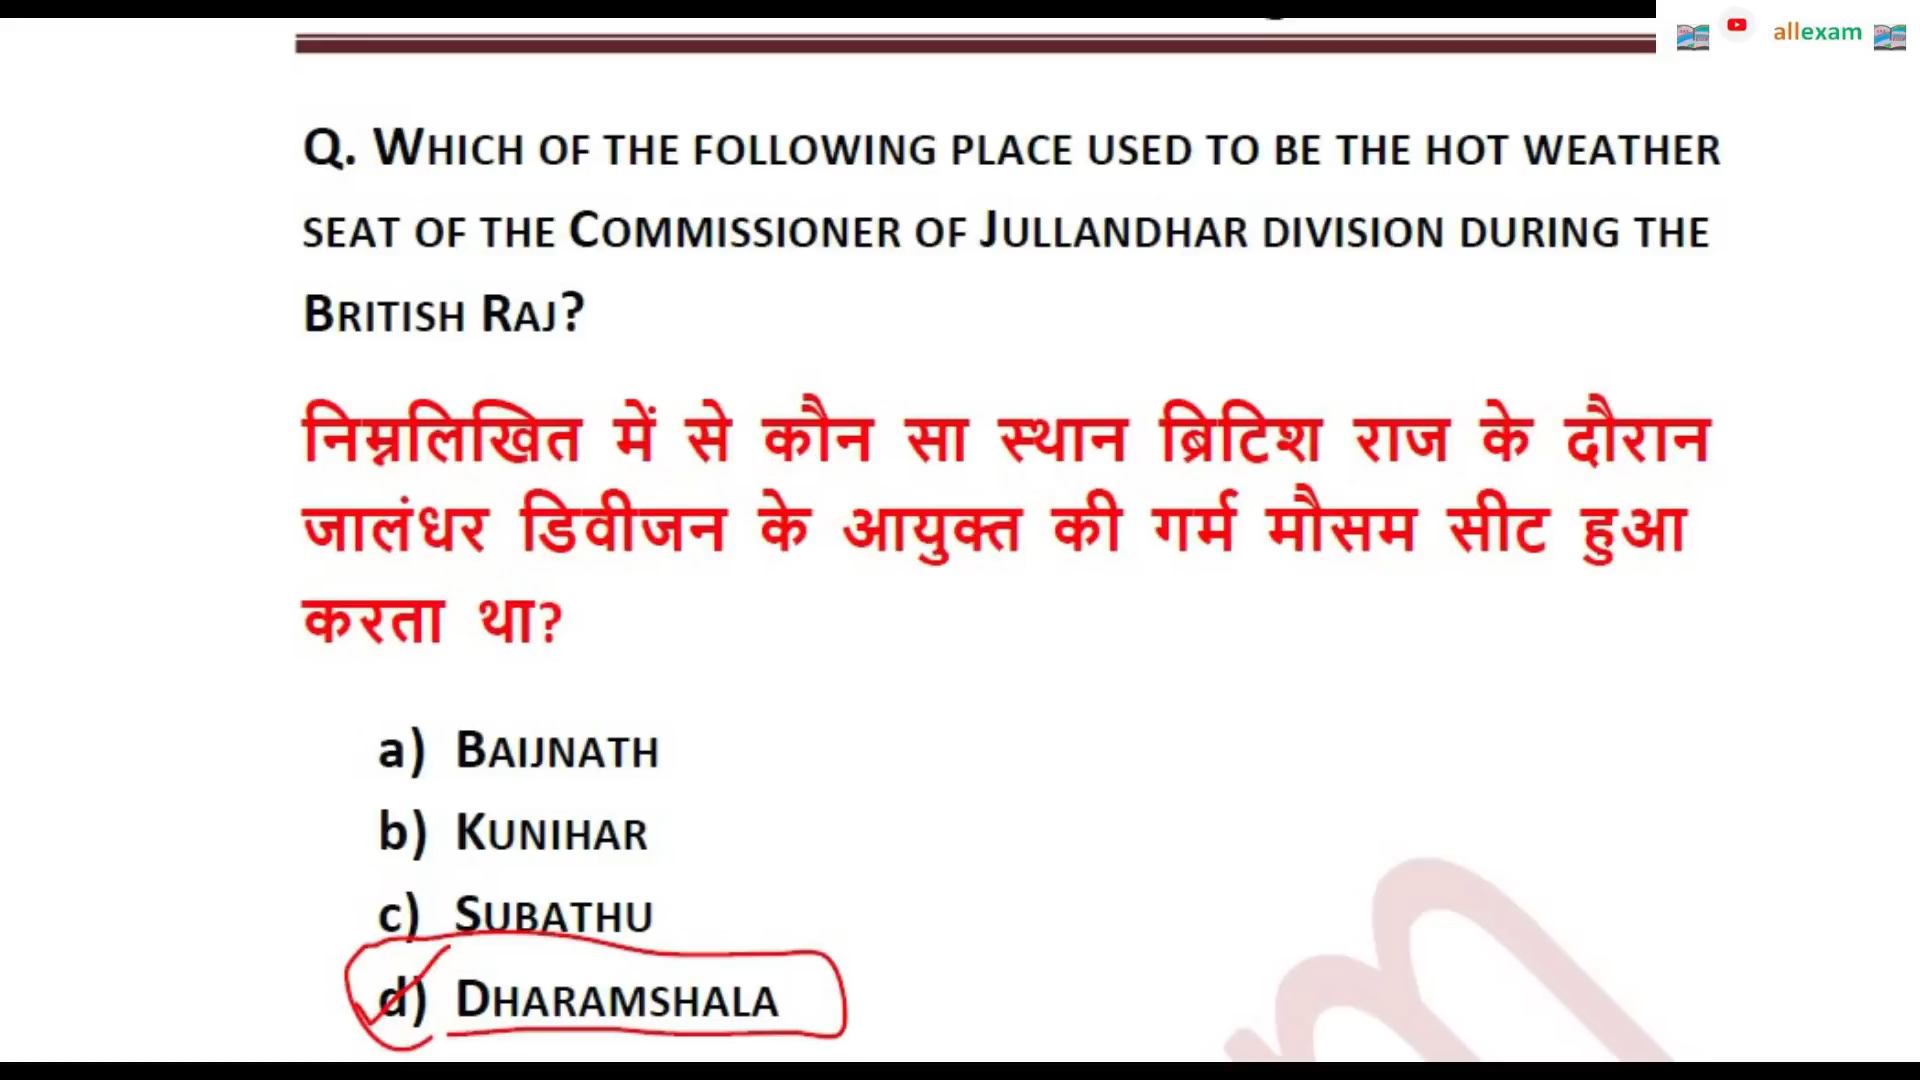 allexam
Q. WHICH OF THE FOLLOWING PLACE USED TO BE THE HOT WEATHER
SEAT OF THE COMMISSIONER OF JULLANDHAR DIVISION DURING THE
BRITISH RAJ?
निम्नलिखित में से कौन सा स्थान ब्रिटिश राज के दौरान
जालंधर डिवीजन के आयुक्त की गर्म मौसम सीट हुआ
करता था?
a) BAIJNATH
b) KUNIHAR
c) SUBATHU
d) DHARAMSHALA